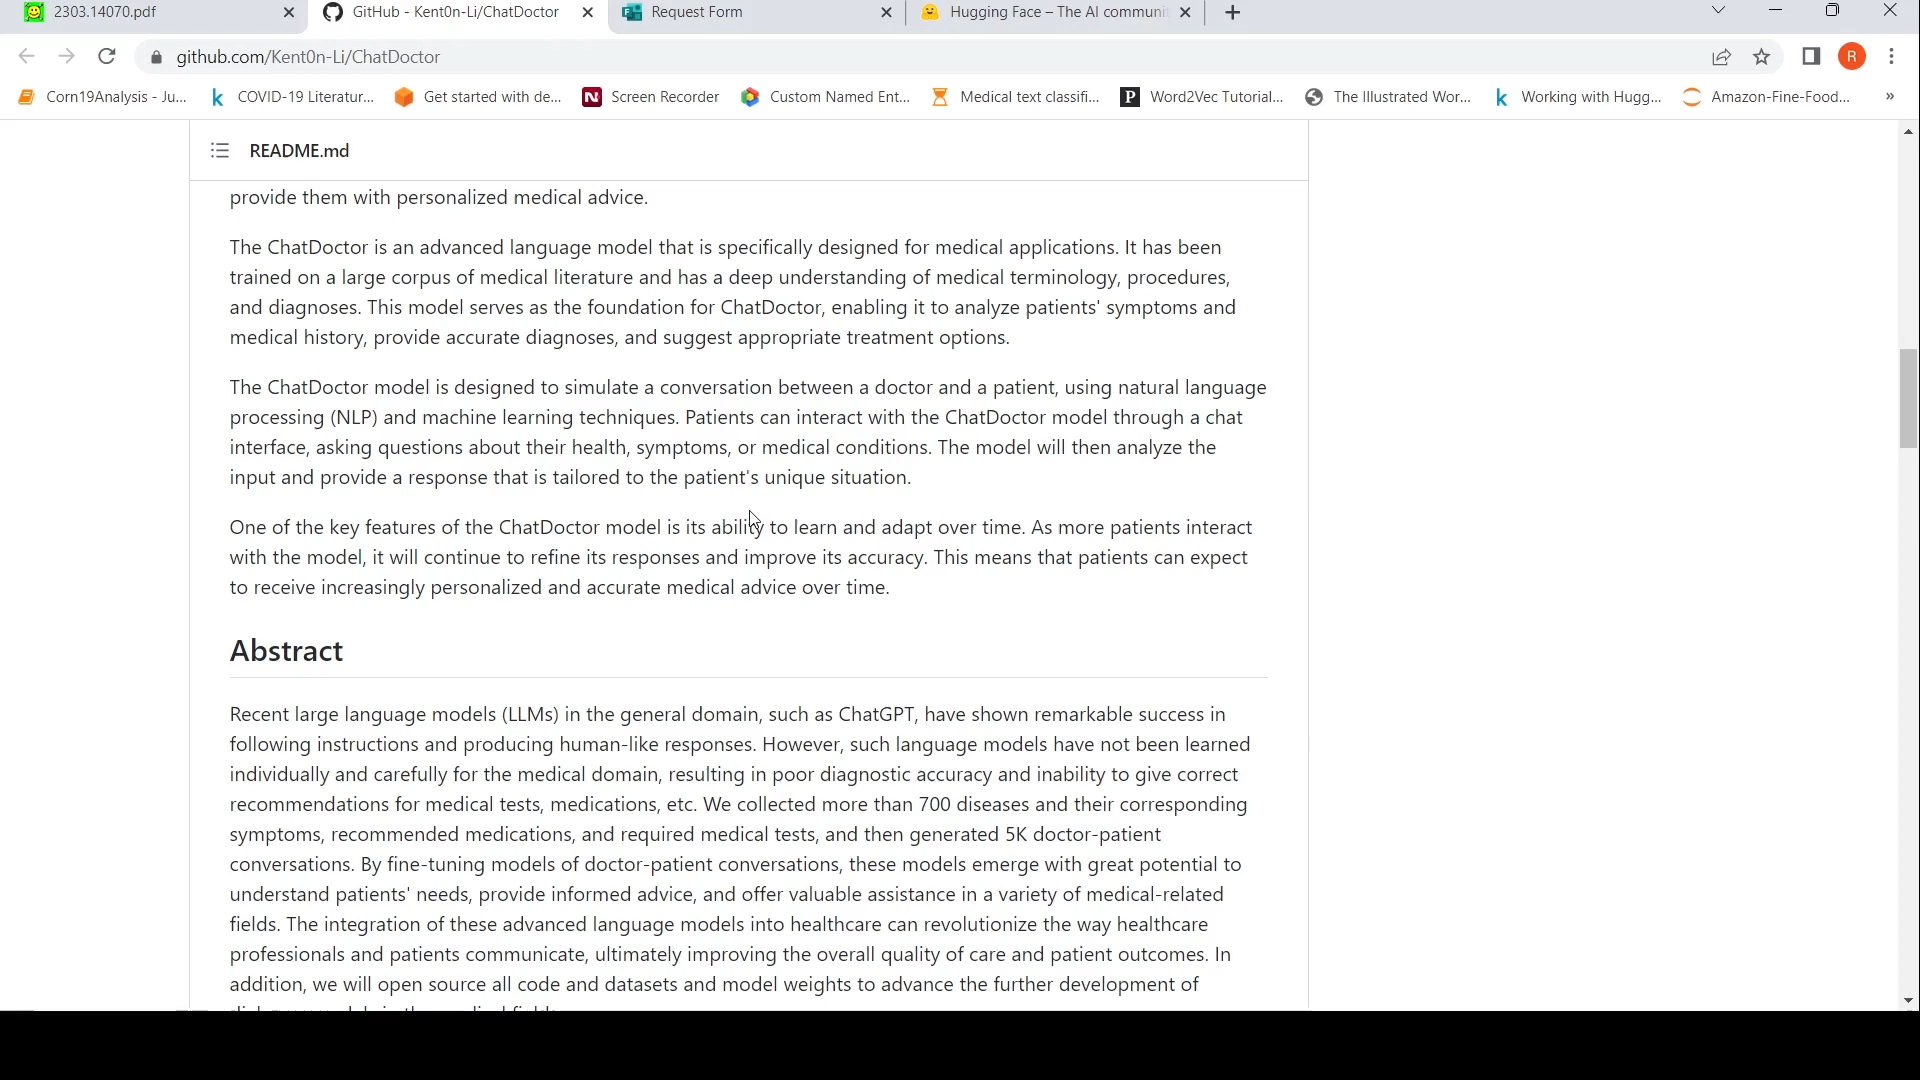 2303.14070.pdf
GitHub - Kent0n-Li/ChatDoctor
Request Form
Hugging Face – The AI communi
github.com/Kent0n-Li/ChatDoctor
R
Corn19Analysis - Ju...
COVID-19 Literatur...
Get started with de...
Screen Recorder
Custom Named Ent...
Medical text classifi...
Word2Vec Tutorial...
The Illustrated Wor...
Working with Hugg...
Amazon-Fine-Food...
»
README.md
provide them with personalized medical advice.
The ChatDoctor is an advanced language model that is specifically designed for medical applications. It has been
trained on a large corpus of medical literature and has a deep understanding of medical terminology, procedures,
and diagnoses. This model serves as the foundation for ChatDoctor, enabling it to analyze patients' symptoms and
medical history, provide accurate diagnoses, and suggest appropriate treatment options.
The ChatDoctor model is designed to simulate a conversation between a doctor and a patient, using natural language
processing (NLP) and machine learning techniques. Patients can interact with the ChatDoctor model through a chat
interface, asking questions about their health, symptoms, or medical conditions. The model will then analyze the
input and provide a response that is tailored to the patient's unique situation.
One of the key features of the ChatDoctor model is its ability to learn and adapt over time. As more patients interact
with the model, it will continue to refine its responses and improve its accuracy. This means that patients can expect
to receive increasingly personalized and accurate medical advice over time.
Abstract
Recent large language models (LLMs) in the general domain, such as ChatGPT, have shown remarkable success in
following instructions and producing human-like responses. However, such language models have not been learned
individually and carefully for the medical domain, resulting in poor diagnostic accuracy and inability to give correct
recommendations for medical tests, medications, etc. We collected more than 700 diseases and their corresponding
symptoms, recommended medications, and required medical tests, and then generated 5K doctor-patient
conversations. By fine-tuning models of doctor-patient conversations, these models emerge with great potential to
understand patients' needs, provide informed advice, and offer valuable assistance in a variety of medical-related
fields. The integration of these advanced language models into healthcare can revolutionize the way healthcare
professionals and patients communicate, ultimately improving the overall quality of care and patient outcomes. In
addition, we will open source all code and datasets and model weights to advance the further development of